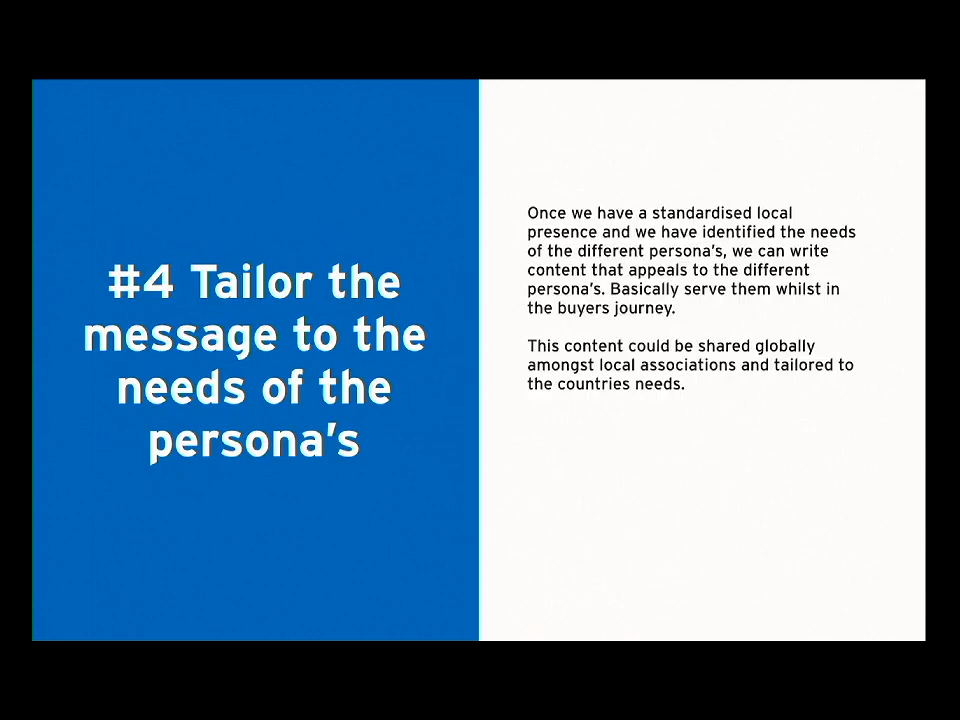 #4 Tailor the
message to the
needs of the
persona's
Once we have a standardised local
presence and we have identified the needs
of the different persona's, we can write
content that appeals to the different
persona's. Basically serve them whilst in
the buyers journey.
This content could be shared globally
amongst local associations and tailored to
the countries needs.